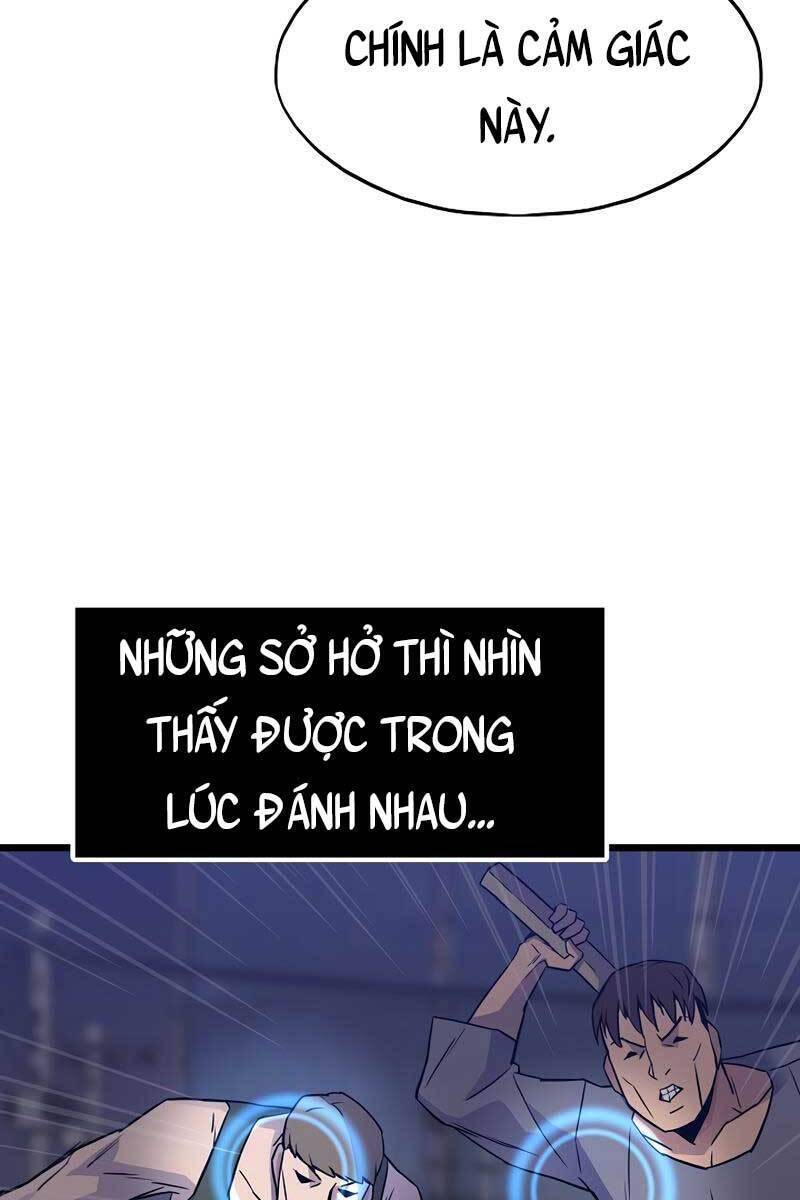 CHÍNH LÀ CẢM GIÁC
NÀY.
NHỮNG SỞ HỞ THÌ NHÌN
THẤY ĐƯỢC TRONG
LÚC ĐÁNH NHAU...